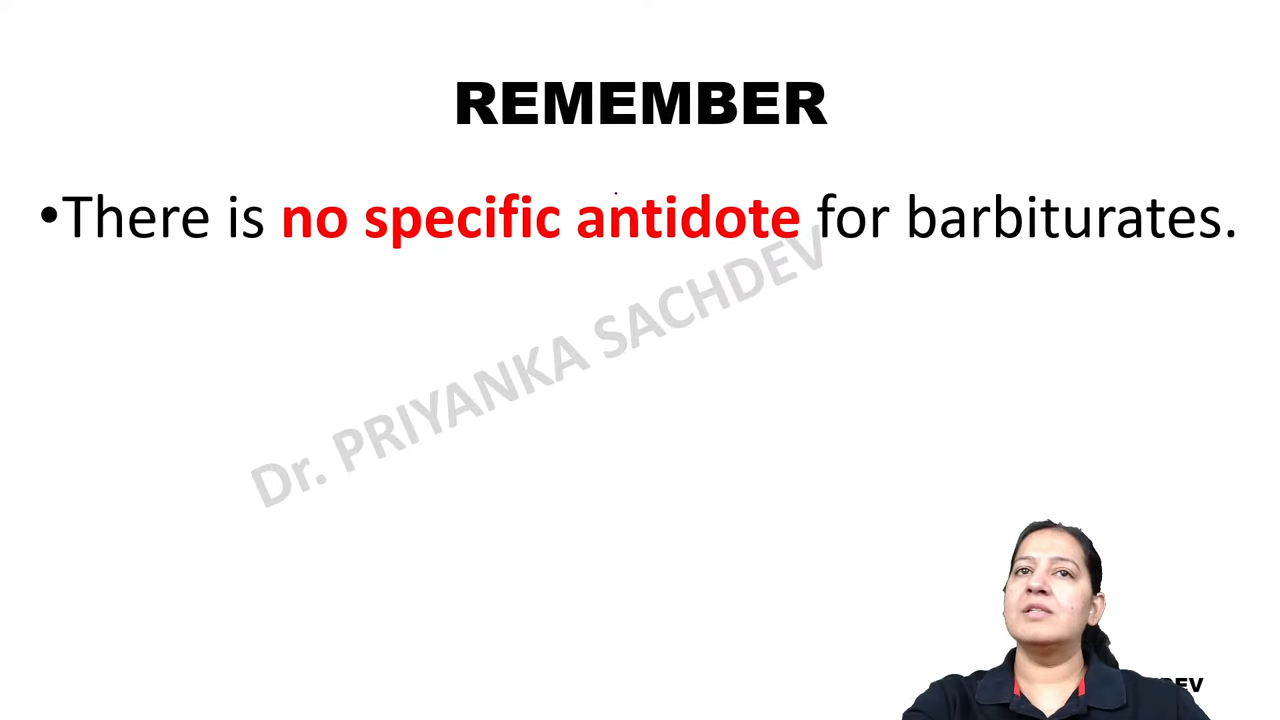 REMEMBER
•There is no specific antidote for barbiturates.
Dr. PRIYANKA SACHDEV